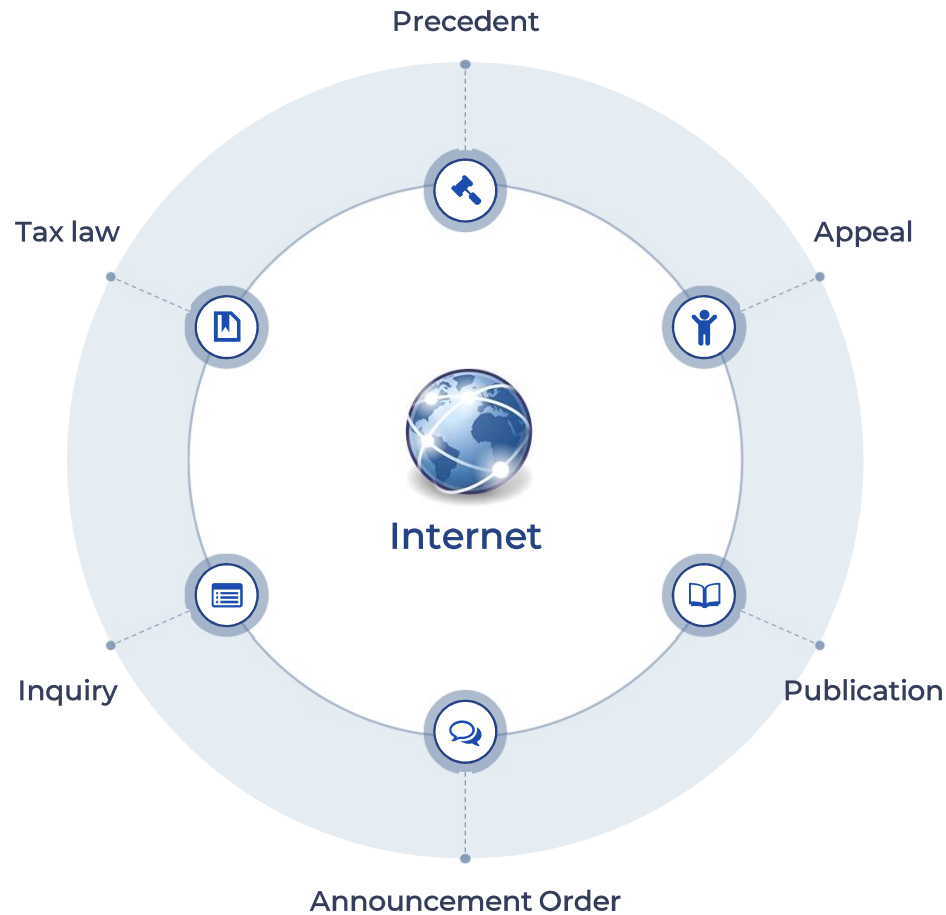 Precedent
Tax law
Appeal
Internet
Inquiry
Publication
Announcement Order